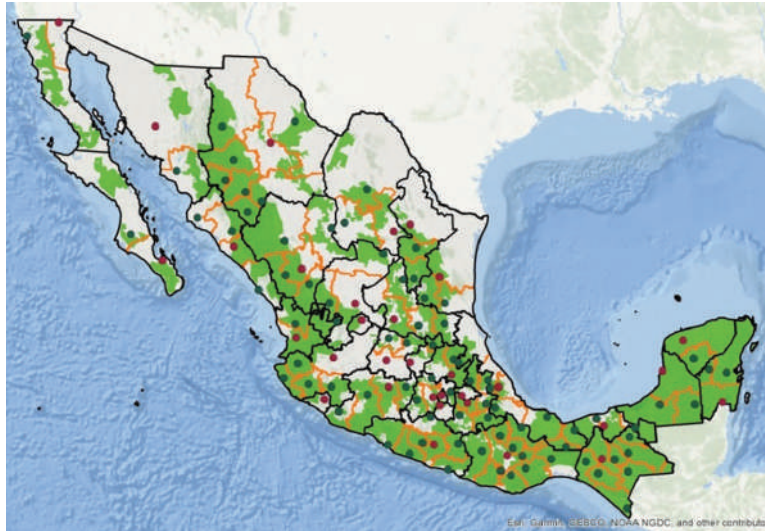 Esri, Garmin, GEBCO, NOAA NGDC, and other contributo